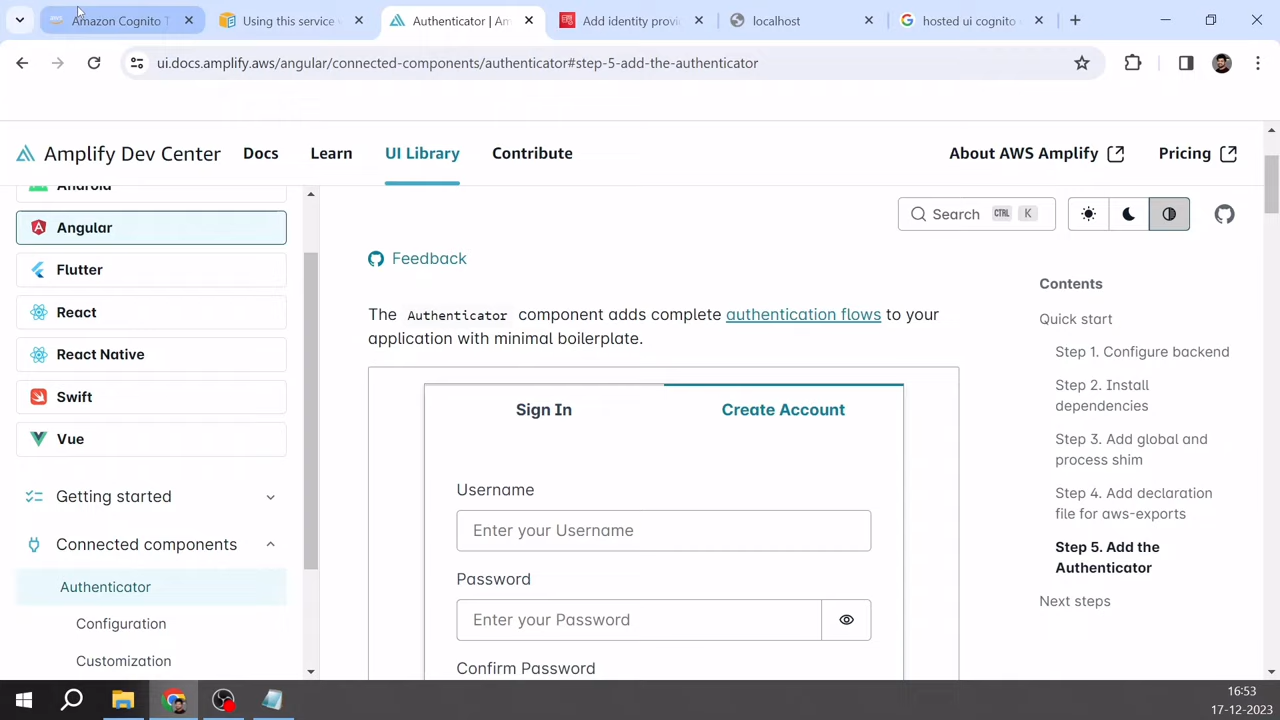 Amazon Cognito T
Using this service
Authenticator | Am
Add identity provi
localhost
hosted ui cognito
ui.docs.amplify.aws/angular/connected-components/authenticator#step-5-add-the-authenticator
Amplify Dev Center
Docs
Learn
UI Library
Contribute
About AWS Amplify
Pricing
Android
Angular
Flutter
React
React Native
Swift
Vue
Getting started
Connected components
Authenticator
Configuration
Customization
Search CTRL K
Feedback
The Authenticator component adds complete authentication flows to your
application with minimal boilerplate.
Sign In
Create Account
Username
Enter your Username
Password
Enter your Password
Confirm Password
Contents
Quick start
Step 1. Configure backend
Step 2. Install
dependencies
Step 3. Add global and
process shim
Step 4. Add declaration
file for aws-exports
Step 5. Add the
Authenticator
Next steps
16:53
17-12-2023